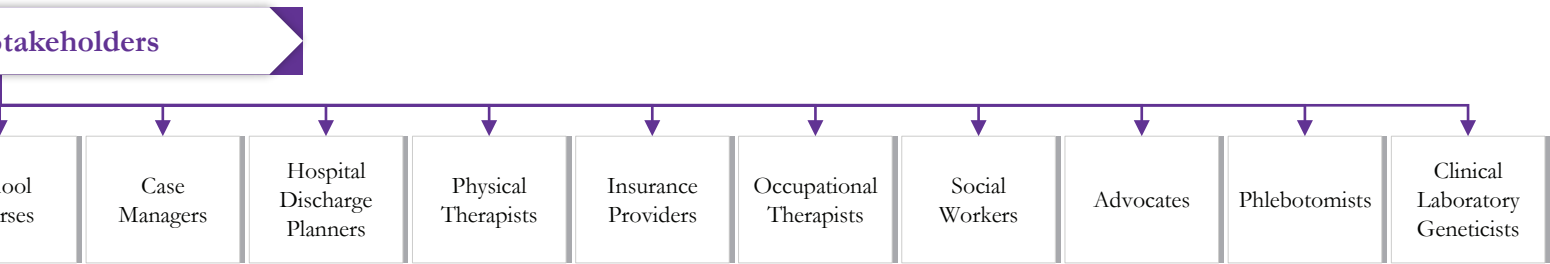 takeholders
ool
rses
Case
Managers
Hospital
Discharge
Planners
Physical
Therapists
Insurance
Providers
Occupational
Therapists
Social
Workers
Advocates
Phlebotomists
Clinical
Laboratory
Geneticists